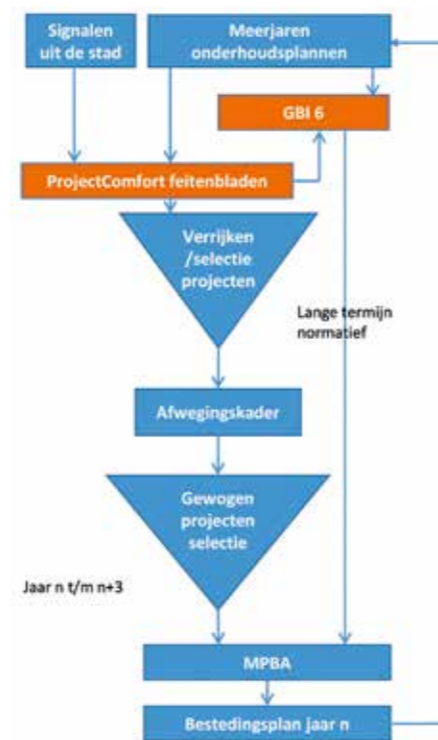 Signalen
uit de stad
Meerjaren
onderhoudsplannen
GBI 6
ProjectComfort feitenbladen
Verrijken
/selectie
projecten
Lange termijn
normatief
Afwegingskader
Gewogen
projecten
selectie
Jaar n t/m n+3
MPBA
Bestedingsplan jaar n